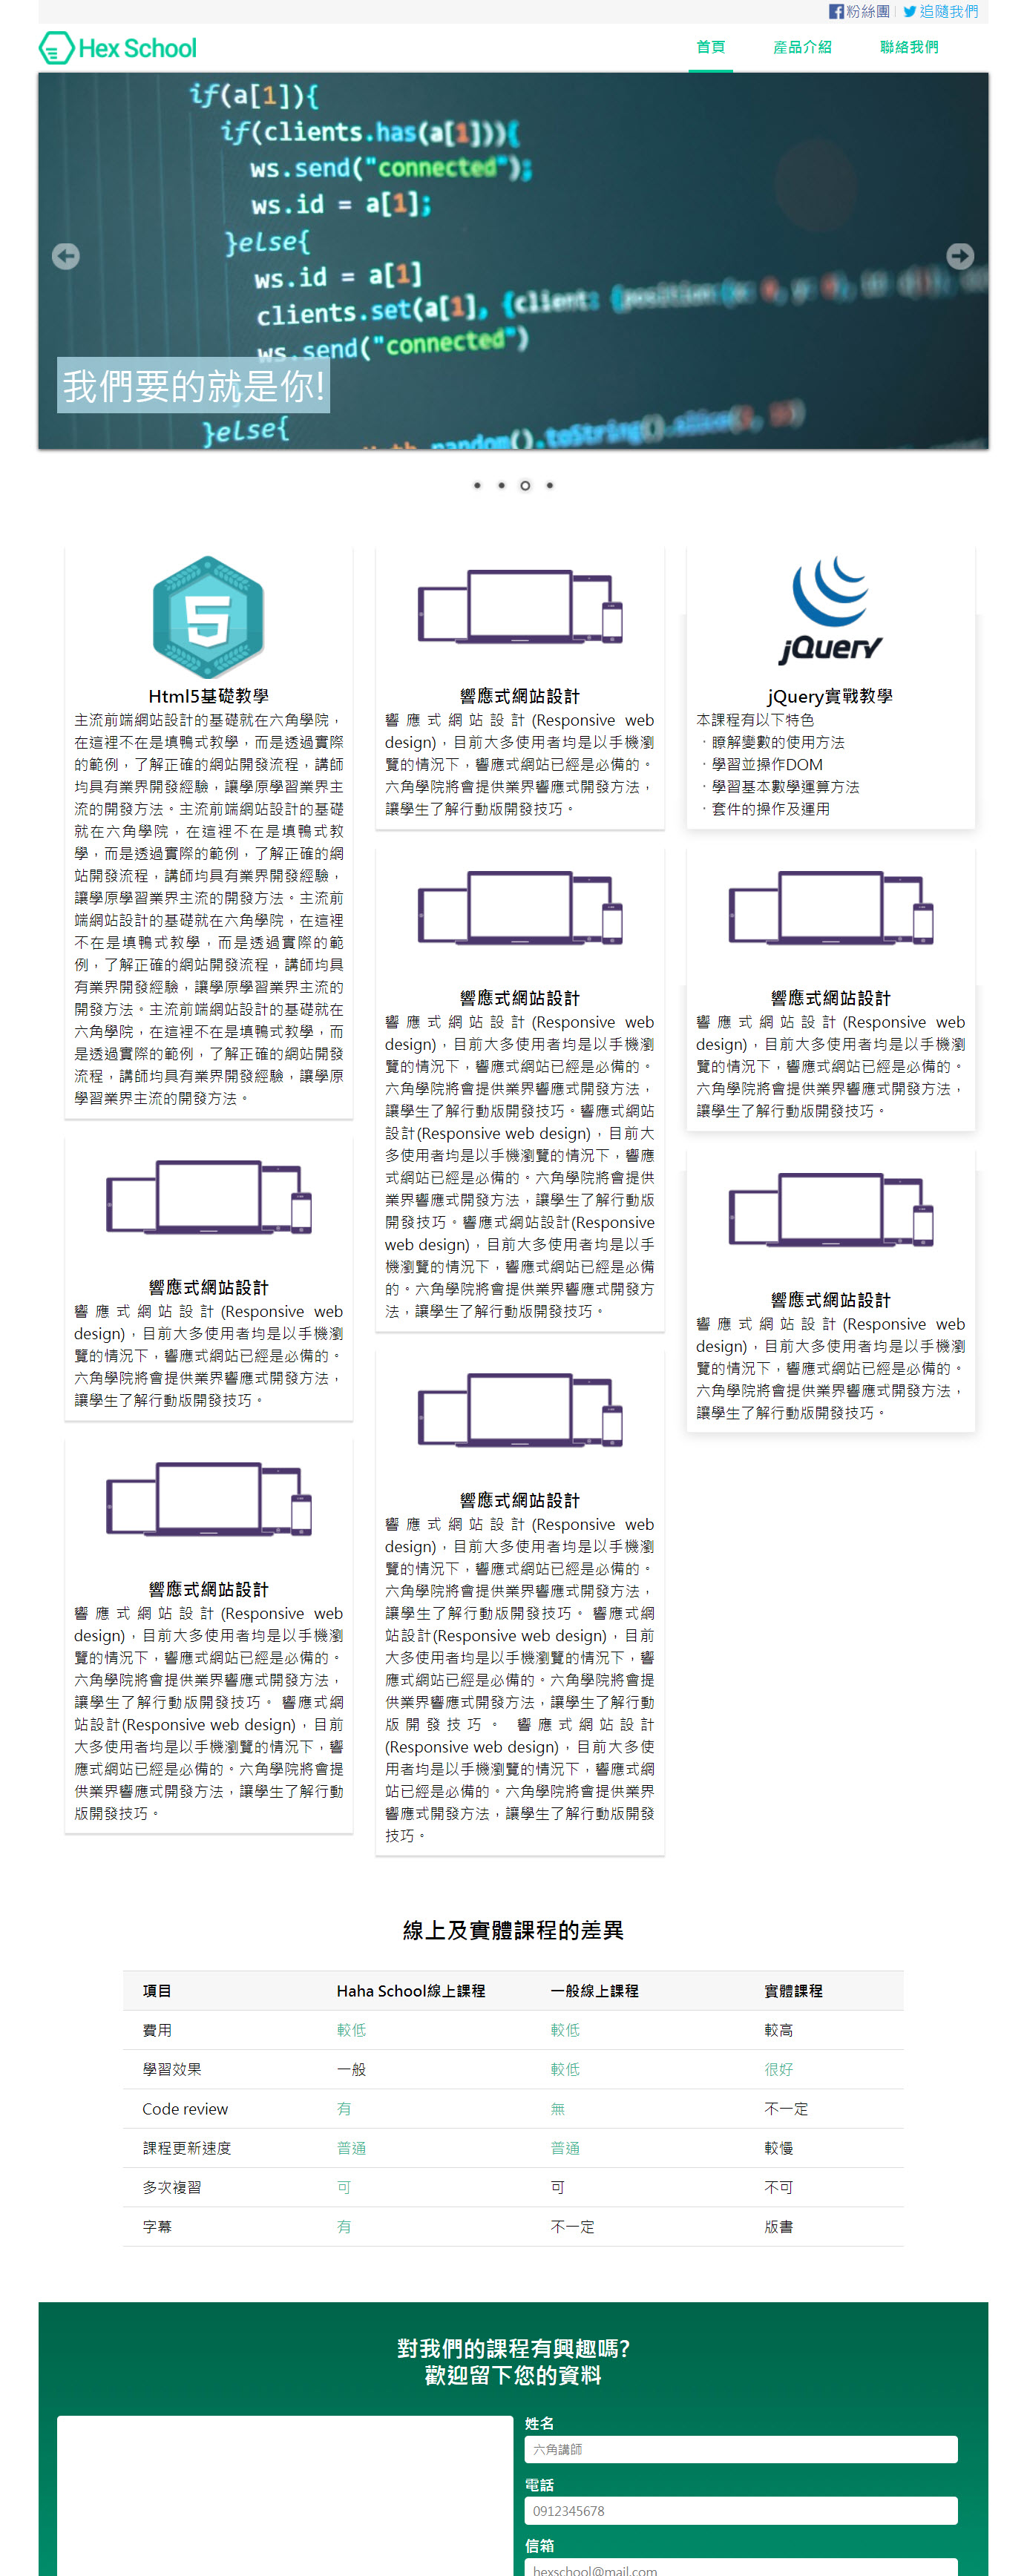 粉絲團 | 追隨我們
Hex School
首頁
產品介紹
聯絡我們
if(a[1]){
if(clients.has(a[1])){
ws.send("connected");
ws.id = a[1];
}else{
ws.id = a[1]
clients.set(a[1], {client:
ws.send("connected")
我們要的就是你!
}else{
Html5基礎教學
主流前端網站設計的基礎就在六角學院，
在這裡不在是填鴨式教學，而是透過實際
的範例，了解正確的網站開發流程，講師
均具有業界開發經驗，讓學原學習業界主
流的開發方法。主流前端網站設計的基礎
就在六角學院，在這裡不在是填鴨式教
學，而是透過實際的範例，了解正確的網
站開發流程，講師均具有業界開發經驗，
讓學原學習業界主流的開發方法。主流前
端網站設計的基礎就在六角學院，在這裡
不在是填鴨式教學，而是透過實際的範
例，了解正確的網站開發流程，講師均具
有業界開發經驗，讓學原學習業界主流的
開發方法。主流前端網站設計的基礎就在
六角學院，在這裡不在是填鴨式教學，而
是透過實際的範例，了解正確的網站開發
流程，講師均具有業界開發經驗，讓學原
學習業界主流的開發方法。
響應式網站設計
響應式網站設計(Responsive web
design)，目前大多使用者均是以手機瀏
覽的情況下，響應式網站已經是必備的。
六角學院將會提供業界響應式開發方法，
讓學生了解行動版開發技巧。
響應式網站設計
響應式網站設計(Responsive web
design)，目前大多使用者均是以手機瀏
覽的情況下，響應式網站已經是必備的。
六角學院將會提供業界響應式開發方法，
讓學生了解行動版開發技巧。 響應式網
站設計(Responsive web design)，目前
大多使用者均是以手機瀏覽的情況下，響
應式網站已經是必備的。六角學院將會提
供業界響應式開發方法，讓學生了解行動
版開發技巧。
響應式網站設計
響應式網站設計(Responsive web
design)，目前大多使用者均是以手機瀏
覽的情況下，響應式網站已經是必備的。
六角學院將會提供業界響應式開發方法，
讓學生了解行動版開發技巧。
響應式網站設計
響應式網站設計(Responsive web
design)，目前大多使用者均是以手機瀏
覽的情況下，響應式網站已經是必備的。
六角學院將會提供業界響應式開發方法，
讓學生了解行動版開發技巧。響應式網站
設計(Responsive web design)，目前大
多使用者均是以手機瀏覽的情況下，響應
式網站已經是必備的。六角學院將會提供
業界響應式開發方法，讓學生了解行動版
開發技巧。響應式網站設計(Responsive
web design)，目前大多使用者均是以手
機瀏覽的情況下，響應式網站已經是必備
的。六角學院將會提供業界響應式開發方
法，讓學生了解行動版開發技巧。
響應式網站設計
響應式網站設計(Responsive web
design)，目前大多使用者均是以手機瀏
覽的情況下，響應式網站已經是必備的。
六角學院將會提供業界響應式開發方法，
讓學生了解行動版開發技巧。 響應式網
站設計(Responsive web design)，目前
大多使用者均是以手機瀏覽的情況下，響
應式網站已經是必備的。六角學院將會提
供業界響應式開發方法，讓學生了解行動
版開發技巧。 響應式網站設計
(Responsive web design)，目前大多使
用者均是以手機瀏覽的情況下，響應式網
站已經是必備的。六角學院將會提供業界
響應式開發方法，讓學生了解行動版開發
技巧。
jQuery
jQuery實戰教學
本課程有以下特色
・瞭解變數的使用方法
・學習並操作DOM
・學習基本數學運算方法
・套件的操作及運用
響應式網站設計
響應式網站設計(Responsive web
design)，目前大多使用者均是以手機瀏
覽的情況下，響應式網站已經是必備的。
六角學院將會提供業界響應式開發方法，
讓學生了解行動版開發技巧。
響應式網站設計
響應式網站設計(Responsive web
design)，目前大多使用者均是以手機瀏
覽的情況下，響應式網站已經是必備的。
六角學院將會提供業界響應式開發方法，
讓學生了解行動版開發技巧。
線上及實體課程的差異
項目 Haha School線上課程 一般線上課程 實體課程
費用 較低 較低 較高
學習效果 一般 較低 很好
Code review 有 無 不一定
課程更新速度 普通 普通 較慢
多次複習 可 可 不可
字幕 有 不一定 版書
對我們的課程有興趣嗎?
歡迎留下您的資料
姓名
六角講師
電話
0912345678
信箱
hexschool@mail.com